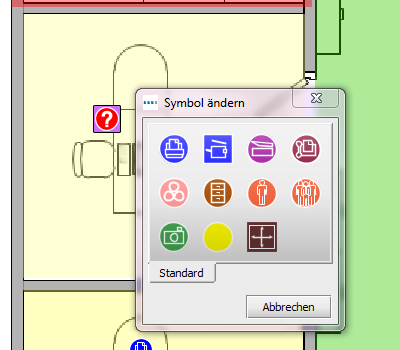 Symbol ändern
?
Standard
Abbrechen